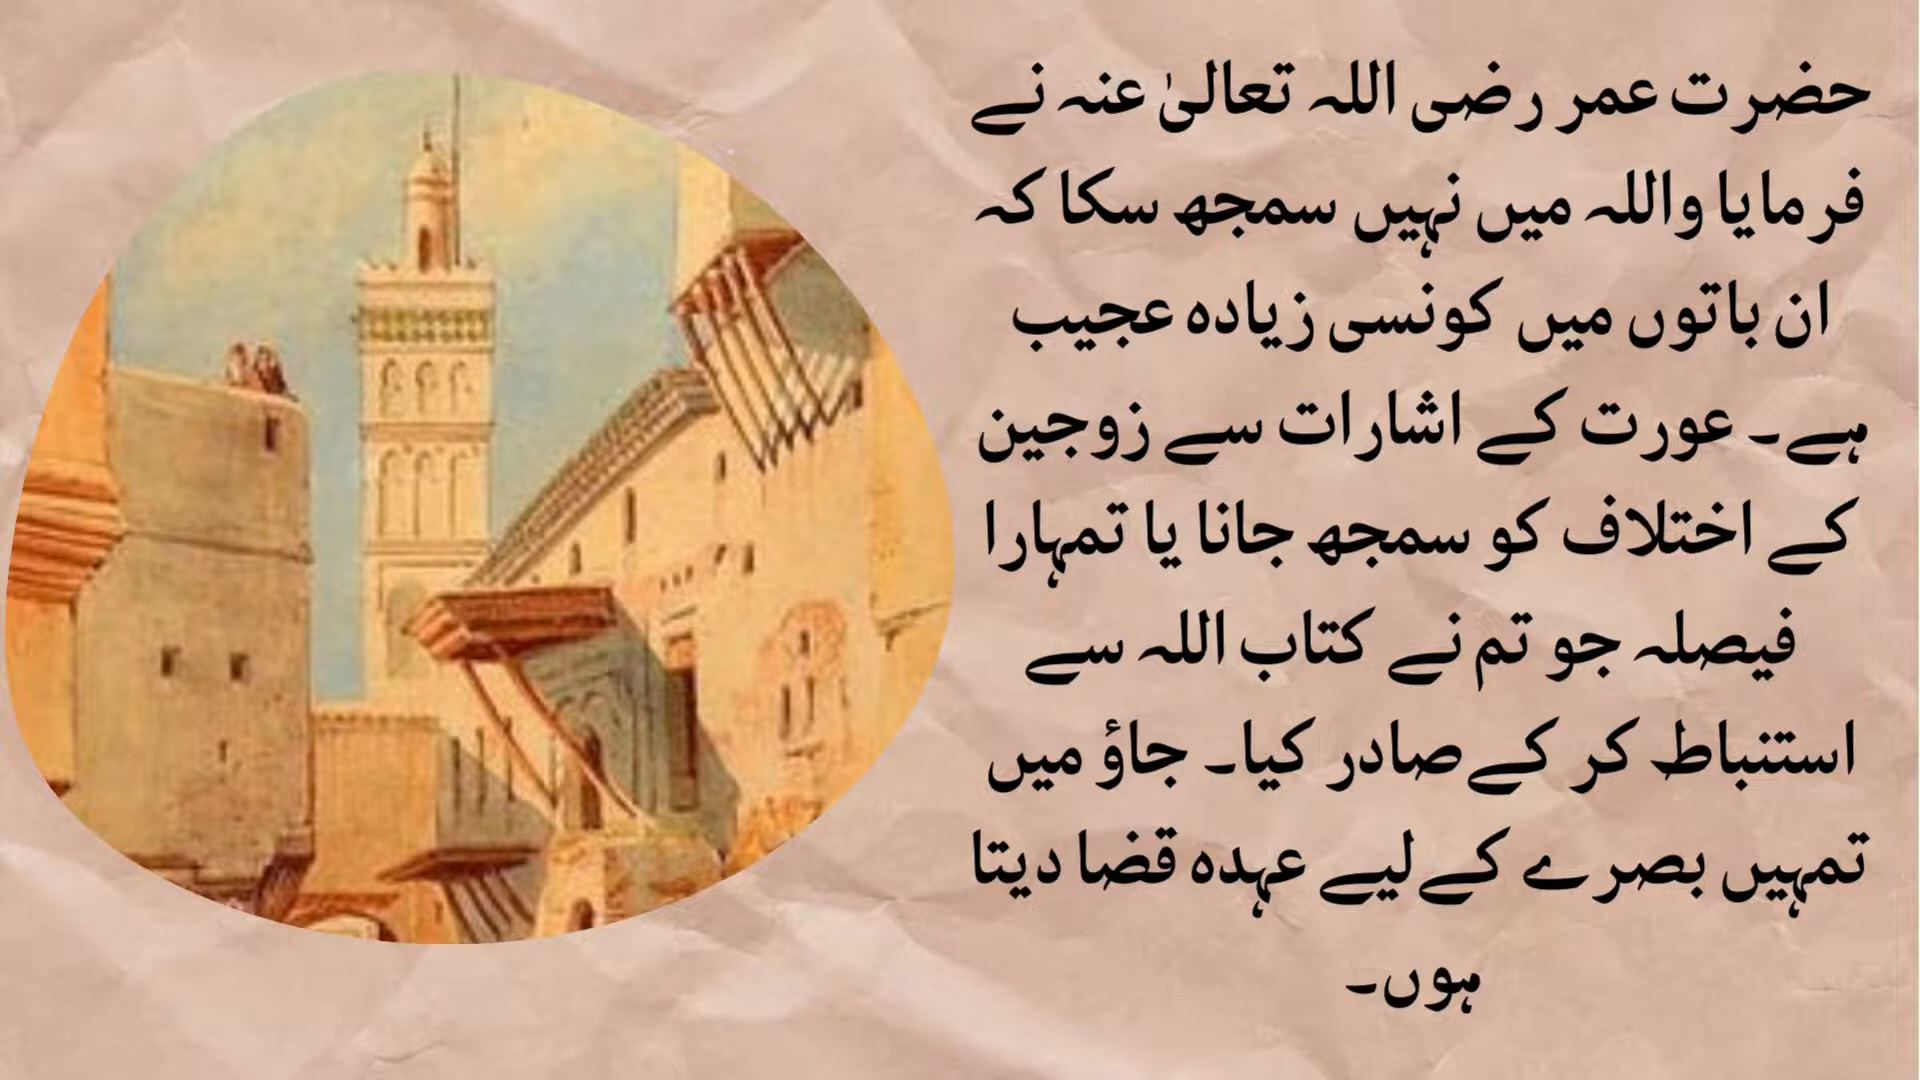 حضرت عمر رضی اللہ تعالیٰ عنہ نے
فرمایا واللہ میں نہیں سمجھ سکا کہ
ان باتوں میں کونسی زیادہ عجیب
ہے۔ عورت کے اشارات سے زوجین
کے اختلاف کو سمجھ جانا یا تمہارا
فیصلہ جو تم نے کتاب اللہ سے
استنباط کر کے صادر کیا۔ جاؤ میں
تمہیں بصرے کے لیے عہدہ قضا دیتا
ہوں۔